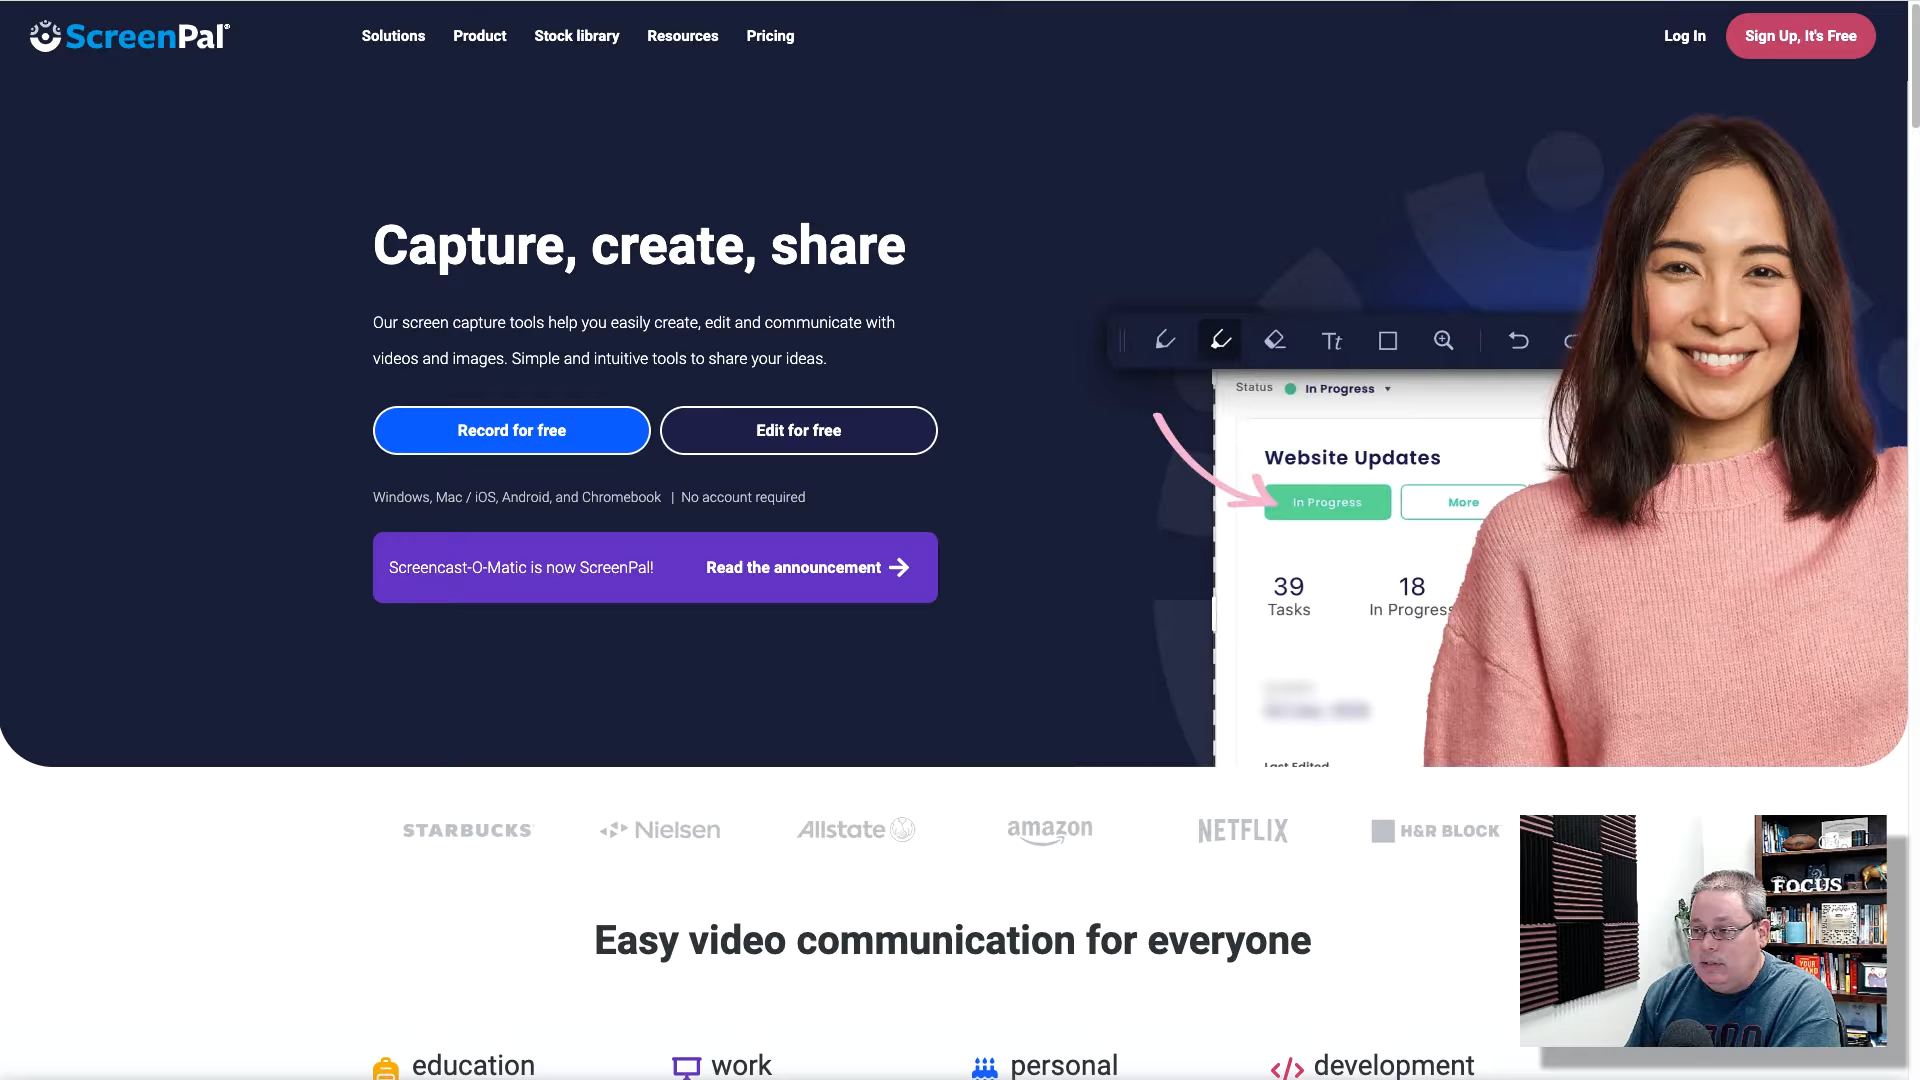 ScreenPal®
Solutions
Product
Stock library
Resources
Pricing
Log In
Sign Up, It's Free
Capture, create, share
Our screen capture tools help you easily create, edit and communicate with
videos and images. Simple and intuitive tools to share your ideas.
Record for free
Edit for free
Windows, Mac / iOS, Android, and Chromebook | No account required
Screencast-O-Matic is now ScreenPal!
Read the announcement
Tt
Status
In Progress
Website Updates
In Progress
More
39
Tasks
18
In Progress
Last Edited
STARBUCKS
Nielsen
Allstate
amazon
NETFLIX
H&R BLOCK
Easy video communication for everyone
FOCUS
education
work
personal
development